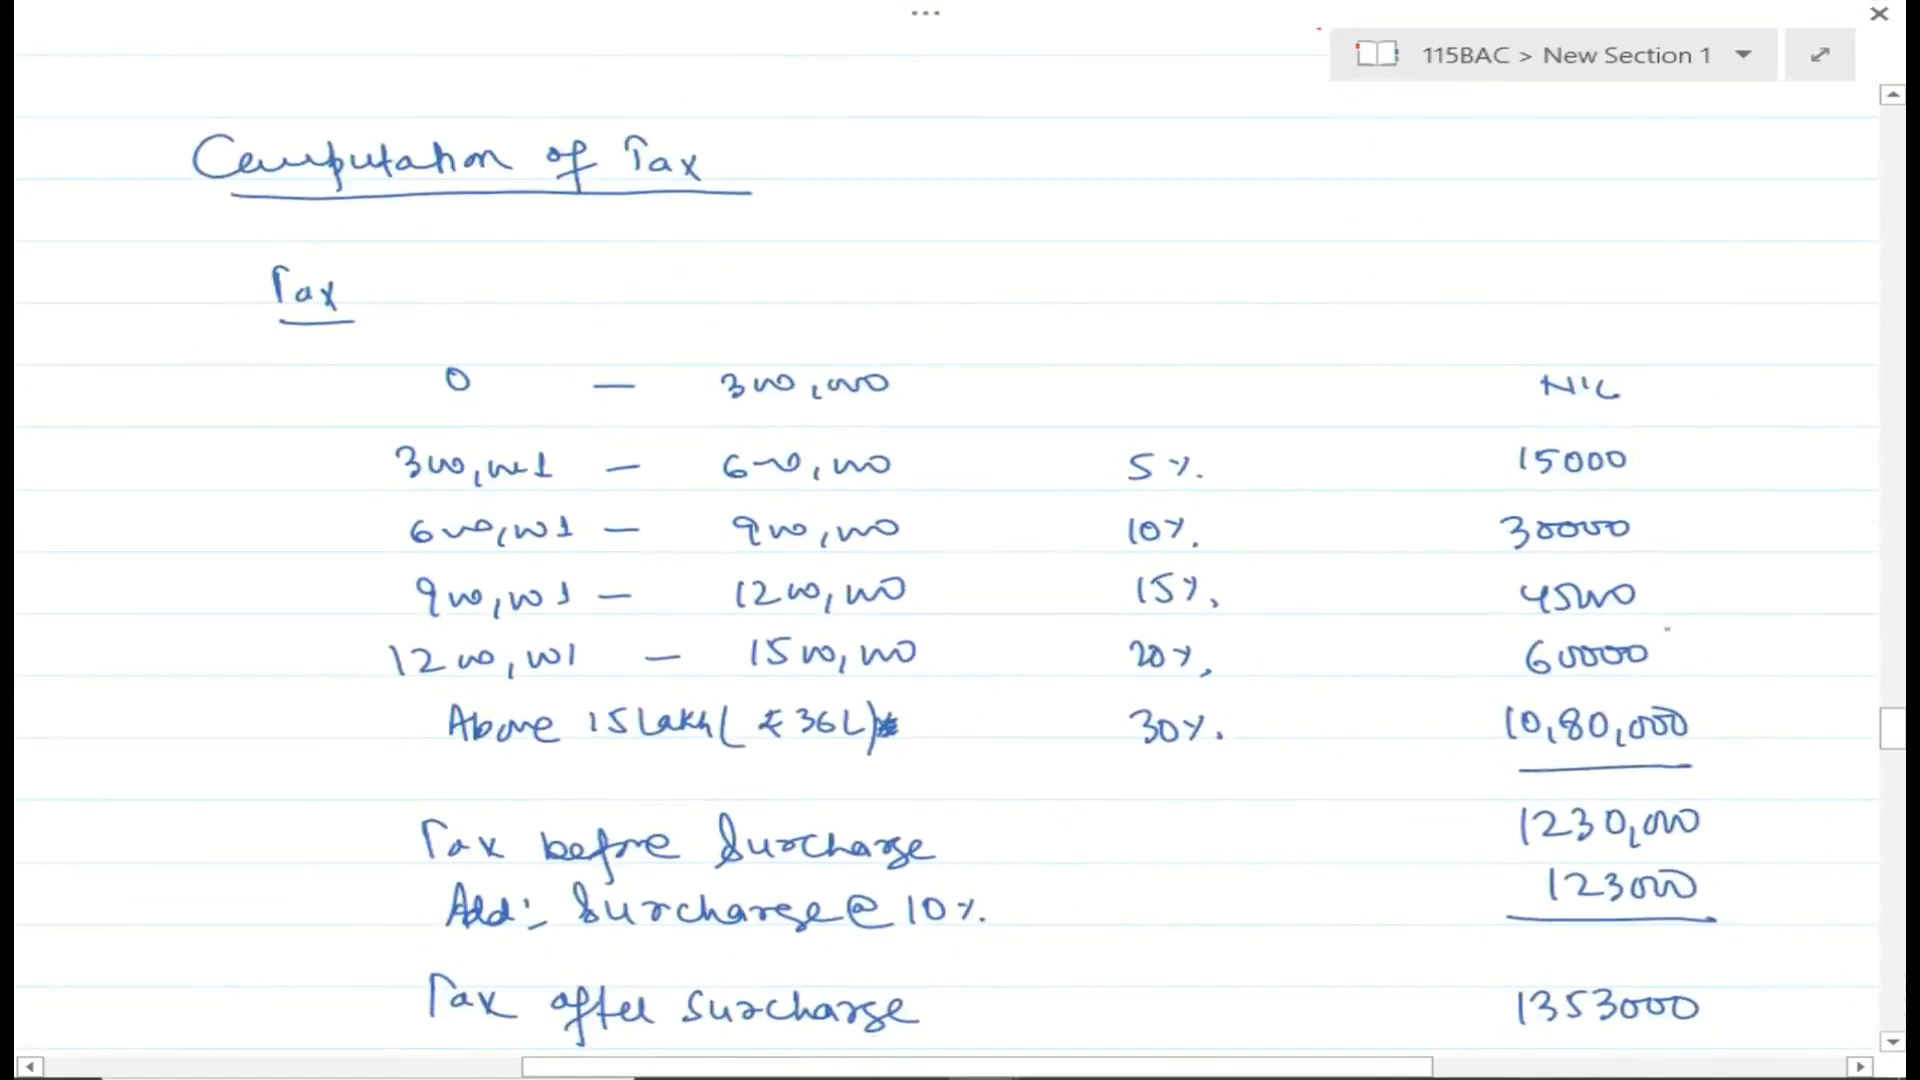 115BAC > New Section 1
Computation of Tax
Tax
0 — 300,000 NIL
300,001 — 600,000 5% 15000
600,001 — 900,000 10% 30000
900,001 — 1200,000 15% 45000
1200,001 — 1500,000 20% 60000
Above 15 Lakh (₹ 36L) 30% 10,80,000
Tax before Surcharge 1230,000
Add:- Surcharge @ 10% 123000
Tax after surcharge 1353000